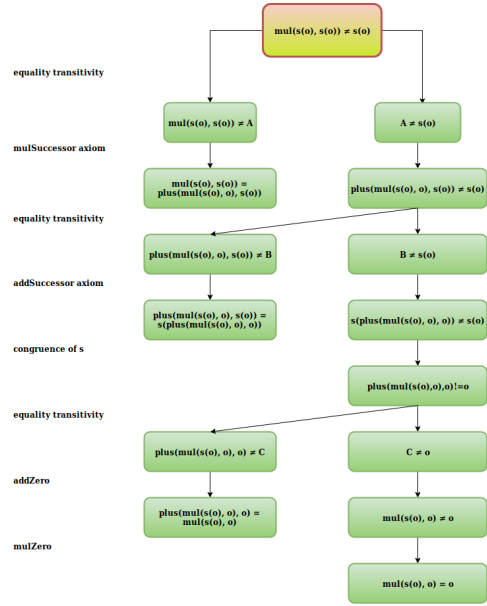 mul(s(o), s(o)) ≠ s(o)
equality transitivity
mul(s(o), s(o)) ≠ A
A ≠ s(o)
mulSuccessor axiom
mul(s(o), s(o)) =
plus(mul(s(o), o), s(o))
plus(mul(s(o), o), s(o)) ≠ s(o)
equality transitivity
plus(mul(s(o), o), s(o)) ≠ B
B ≠ s(o)
addSuccessor axiom
plus(mul(s(o), o), s(o)) =
s(plus(mul(s(o), o, o))
s(plus(mul(s(o), o, o)) ≠ s(o)
congruence of s
plus(mul(s(o),o),o)!=o
equality transitivity
plus(mul(s(o), o), o) ≠ C
C ≠ o
addZero
plus(mul(s(o), o), o) =
mul(s(o), o)
mul(s(o), o) ≠ o
mulZero
mul(s(o), o) = o